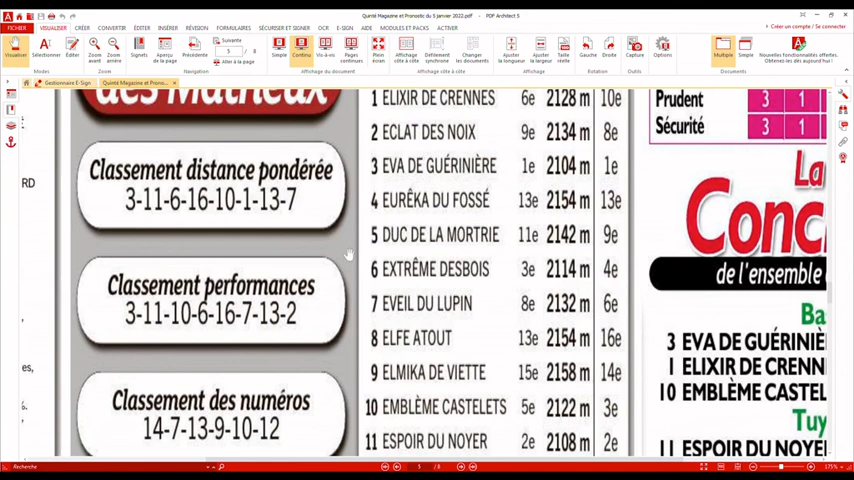 Quinté Magazine et Pronostic du 5 janvier 2022.pdf - PDF Architect 5
FICHIER VISUALISER CRÉER CONVERTIR ÉDITER INSÉRER RÉVISION FORMULAIRES SÉCURISER ET SIGNER OCR E-SIGN AIDE MODULES ET PACKS ACTIVER
Créer un compte / Se connecter
Visualiser Sélectionner Éditer Zoom avant Zoom arrière Signets Aperçu de la page Précédente Suivante 5 / 8 Aller à la page Simple Continu Vis-à-vis Pages continues Plein écran Affichage côte à côte Défilement synchrone Changer les documents Ajuster à la longueur Ajuster à la largeur Taille réelle Gauche Droite Capture Options Multiple Simple Nouvelles fonctionnalités offertes. Obtenez-les dès aujourd'hui!
Modes Zoom Navigation Affichage du document Affichage côte à côte Affichage Rotation Outils Documents
Gestionnaire E-Sign Quinté Magazine et Prono...
des Matheux
Classement distance pondérée
3-11-6-16-10-1-13-7
Classement performances
3-11-10-6-16-7-13-2
Classement des numéros
14-7-13-9-10-12
RD
es,
1 ELIXIR DE CRENNES 6e 2128 m 10e
2 ECLAT DES NOIX 9e 2134 m 8e
3 EVA DE GUÉRINIÈRE 1e 2104 m 1e
4 EURÊKA DU FOSSÉ 13e 2154 m 13e
5 DUC DE LA MORTRIE 11e 2142 m 9e
6 EXTRÊME DESBOIS 3e 2114 m 4e
7 EVEIL DU LUPIN 8e 2132 m 6e
8 ELFE ATOUT 13e 2154 m 16e
9 ELMIKA DE VIETTE 15e 2158 m 14e
10 EMBLÈME CASTELETS 5e 2122 m 3e
11 ESPOIR DU NOYER 2e 2108 m 2e
Prudent 3 1
Sécurité 3 1
La
Conc
de l'ensemble
Ba
3 EVA DE GUÉRINIÈ
1 ELIXIR DE CRENN
10 EMBLÈME CASTEL
Tuy
11 ESPOIR DU NOYE
Recherche 5 / 8 175%